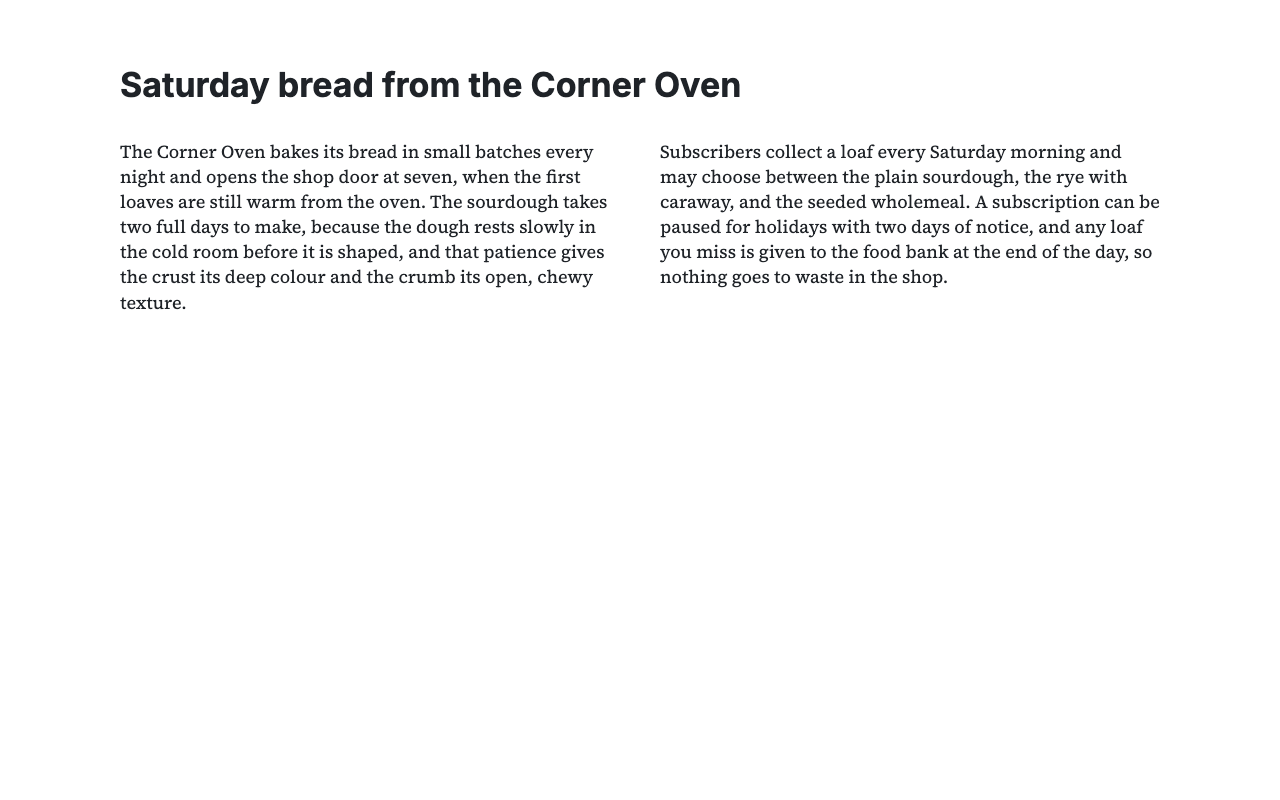 Saturday bread from the Corner Oven
The Corner Oven bakes its bread in small batches every
night and opens the shop door at seven, when the first
loaves are still warm from the oven. The sourdough takes
two full days to make, because the dough rests slowly in
the cold room before it is shaped, and that patience gives
the crust its deep colour and the crumb its open, chewy
texture.
Subscribers collect a loaf every Saturday morning and
may choose between the plain sourdough, the rye with
caraway, and the seeded wholemeal. A subscription can be
paused for holidays with two days of notice, and any loaf
you miss is given to the food bank at the end of the day, so
nothing goes to waste in the shop.